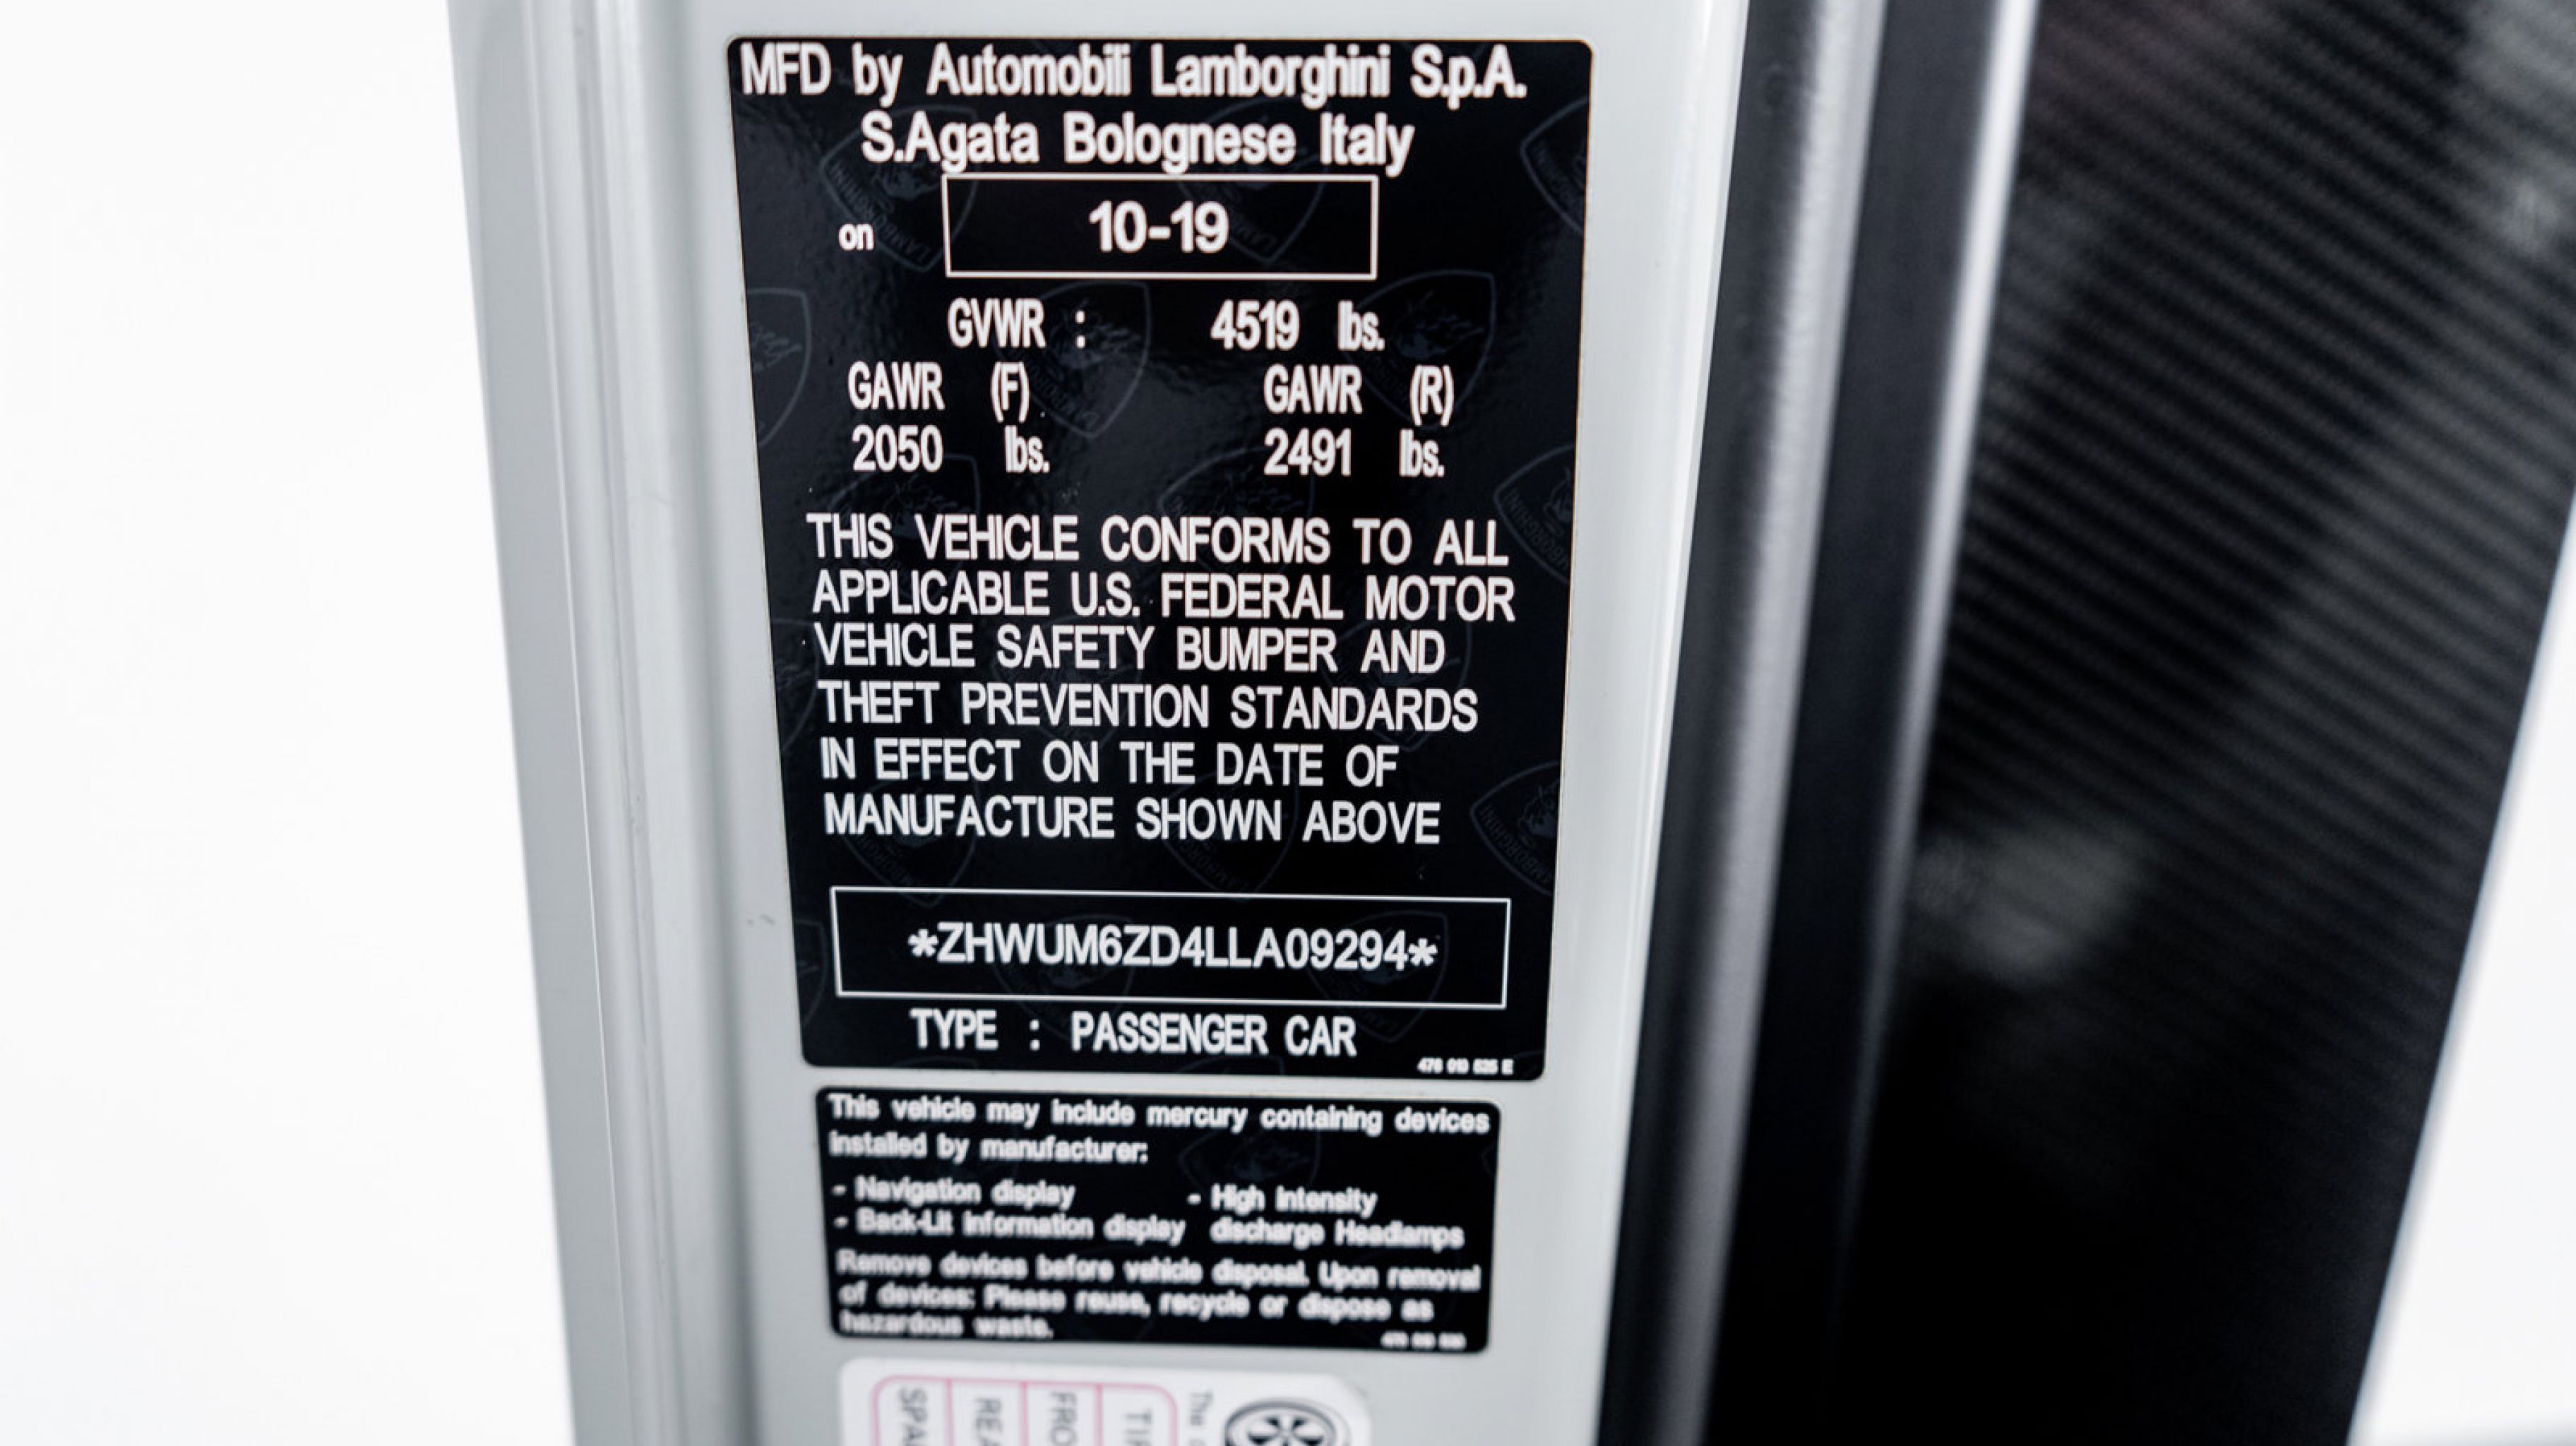 MFD by Automobili Lamborghini S.p.A.
S.Agata Bolognese Italy
on 10-19
GVWR : 4519 lbs.
GAWR (F) GAWR (R)
2050 lbs. 2491 lbs.
THIS VEHICLE CONFORMS TO ALL
APPLICABLE U.S. FEDERAL MOTOR
VEHICLE SAFETY BUMPER AND
THEFT PREVENTION STANDARDS
IN EFFECT ON THE DATE OF
MANUFACTURE SHOWN ABOVE
*ZHWUM6ZD4LLA09294*
TYPE : PASSENGER CAR
This vehicle may include mercury containing devices
installed by manufacturer:
- Navigation display - High intensity
- Back-Lit information display discharge Headlamps
Remove devices before vehicle disposal. Upon removal
of devices: Please reuse, recycle or dispose as
hazardous waste.
The